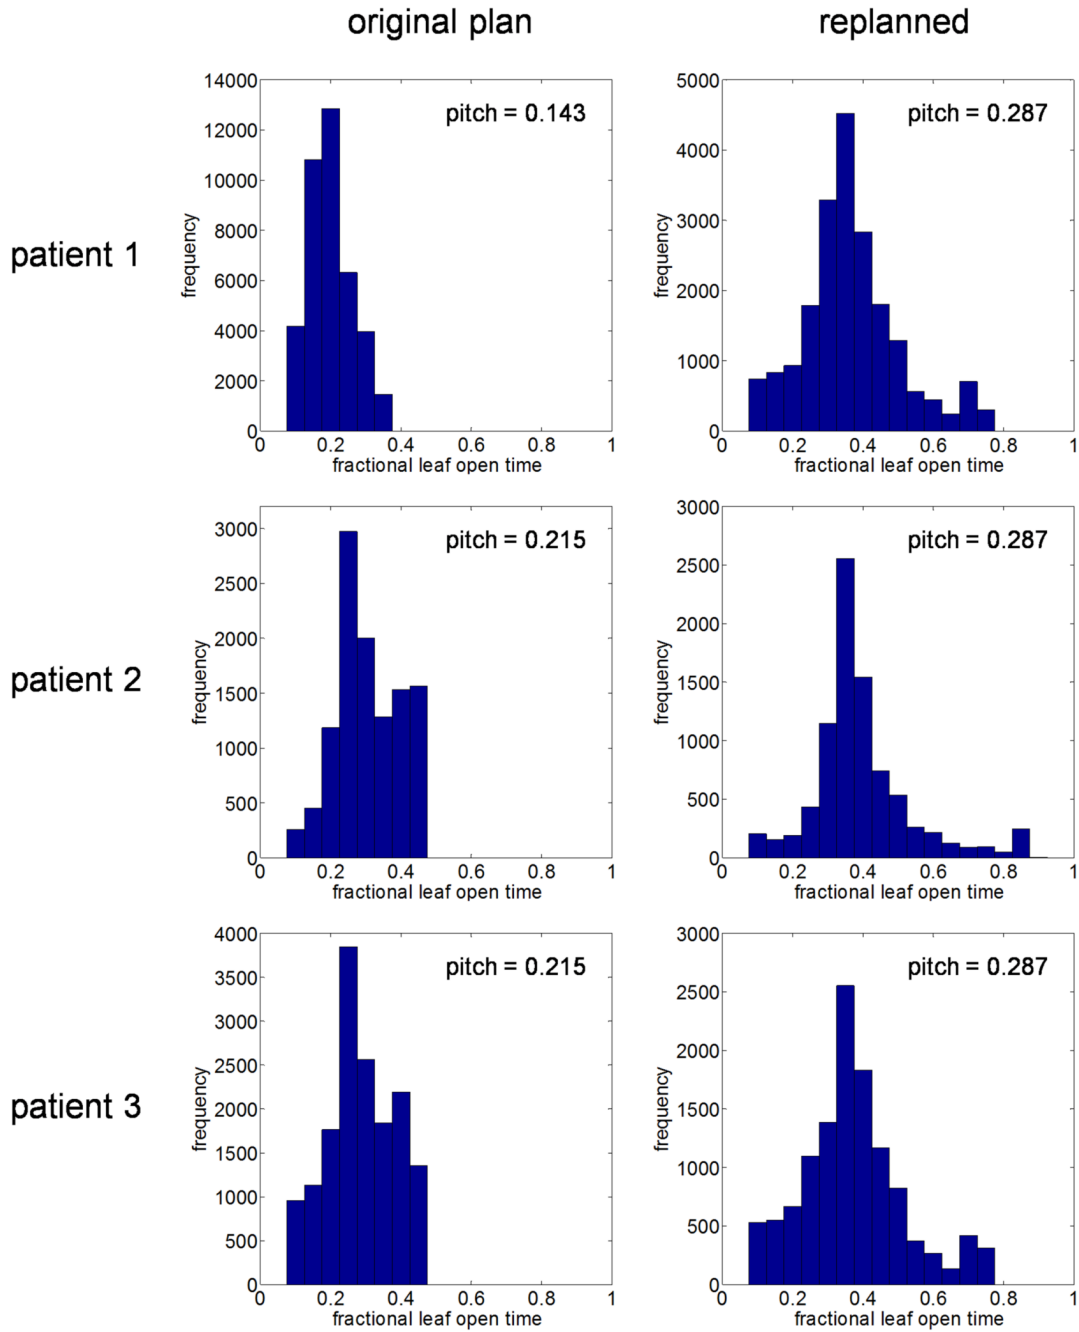 original plan replanned
patient 1
frequency
14000
12000
10000
8000
6000
4000
2000
0
pitch = 0.143
0 0.2 0.4 0.6 0.8 1
fractional leaf open time
frequency
5000
4000
3000
2000
1000
0
pitch = 0.287
0 0.2 0.4 0.6 0.8 1
fractional leaf open time
patient 2
frequency
3000
2500
2000
1500
1000
500
0
pitch = 0.215
0 0.2 0.4 0.6 0.8 1
fractional leaf open time
frequency
3000
2500
2000
1500
1000
500
0
pitch = 0.287
0 0.2 0.4 0.6 0.8 1
fractional leaf open time
patient 3
frequency
4000
3500
3000
2500
2000
1500
1000
500
0
pitch = 0.215
0 0.2 0.4 0.6 0.8 1
fractional leaf open time
frequency
3000
2500
2000
1500
1000
500
0
pitch = 0.287
0 0.2 0.4 0.6 0.8 1
fractional leaf open time